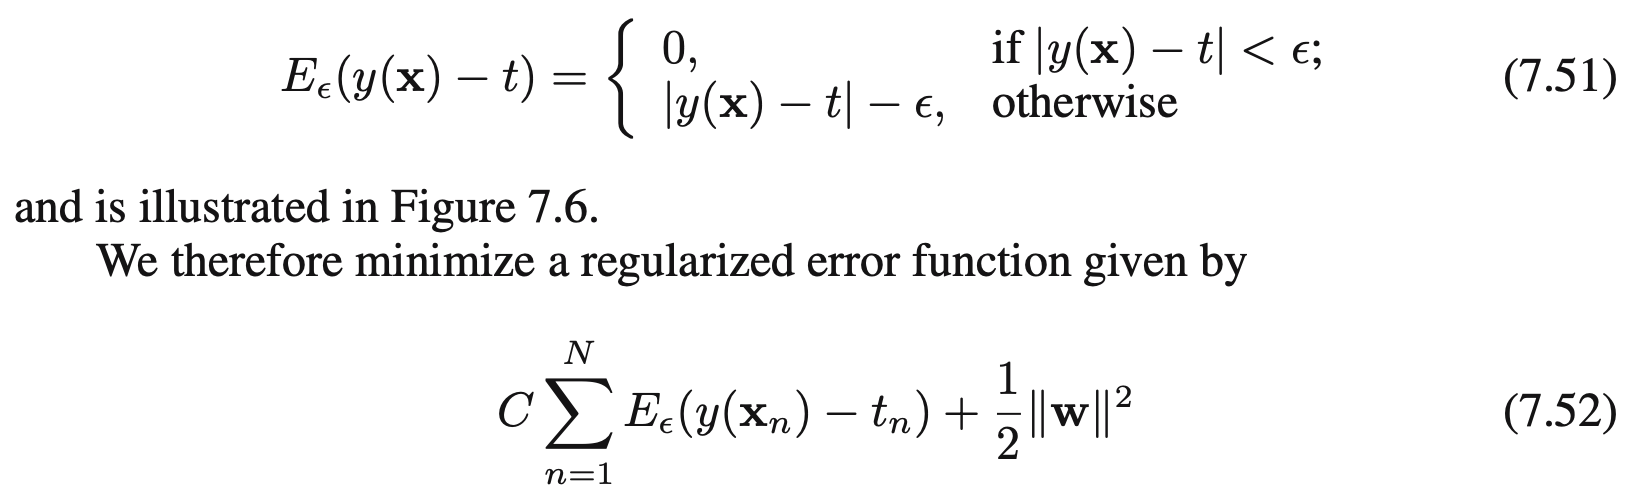 E_ϵ(y(x) − t) = { 0, if |y(x) − t| < ϵ; |y(x) − t| − ϵ, otherwise (7.51)
and is illustrated in Figure 7.6.
We therefore minimize a regularized error function given by
C ∑_{n=1}^{N} E_ϵ(y(x_n) − t_n) + 1/2 ‖w‖² (7.52)